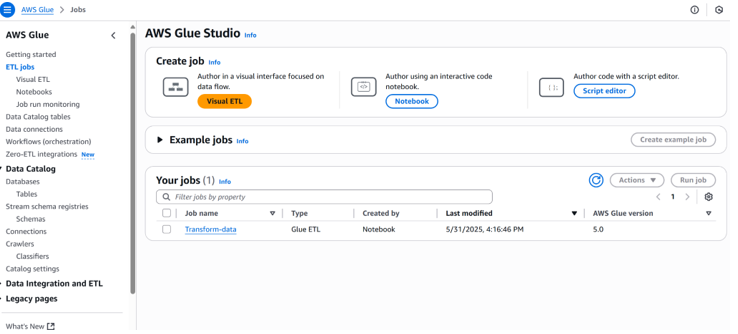 AWS Glue > Jobs
AWS Glue
Getting started
ETL jobs
Visual ETL
Notebooks
Job run monitoring
Data Catalog tables
Data connections
Workflows (orchestration)
Zero-ETL integrations New
Data Catalog
Databases
Tables
Stream schema registries
Schemas
Connections
Crawlers
Classifiers
Catalog settings
Data Integration and ETL
Legacy pages
What's New
AWS Glue Studio Info
Create job Info
Author in a visual interface focused on
data flow.
Visual ETL
Author using an interactive code
notebook.
Notebook
Author code with a script editor.
Script editor
Example jobs Info
Create example job
Your jobs (1) Info
Actions
Run job
Filter jobs by property
1
Job name Type Created by Last modified AWS Glue version
Transform-data Glue ETL Notebook 5/31/2025, 4:16:46 PM 5.0